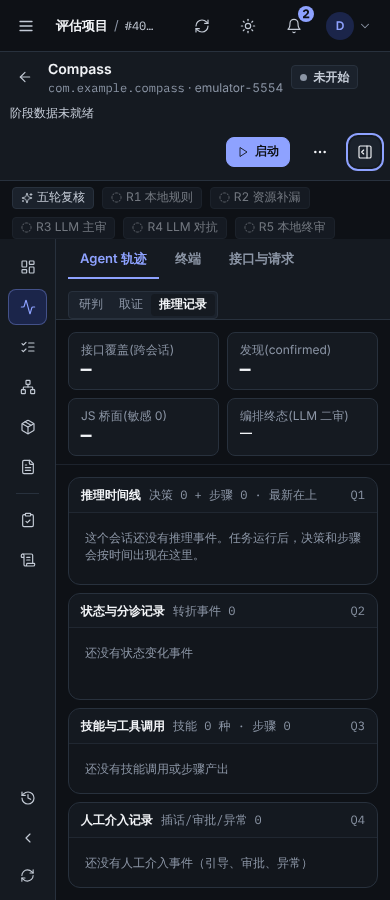 评估项目 / #40… 2 D
Compass
com.example.compass · emulator-5554 未开始
阶段数据未就绪
启动
五轮复核 R1 本地规则 R2 资源补漏
R3 LLM 主审 R4 LLM 对抗 R5 本地终审
Agent 轨迹 终端 接口与请求
研判 取证 推理记录
接口覆盖(跨会话) 发现(confirmed)
— —
JS 桥面(敏感 0) 编排终态(LLM 二审)
— —
推理时间线 决策 0 + 步骤 0 · 最新在上 Q1
这个会话还没有推理事件。任务运行后，决策和步骤
会按时间出现在这里。
状态与分诊记录 转折事件 0 Q2
还没有状态变化事件
技能与工具调用 技能 0 种 · 步骤 0 Q3
还没有技能调用或步骤产出
人工介入记录 插话/审批/异常 0 Q4
还没有人工介入事件（引导、审批、异常）